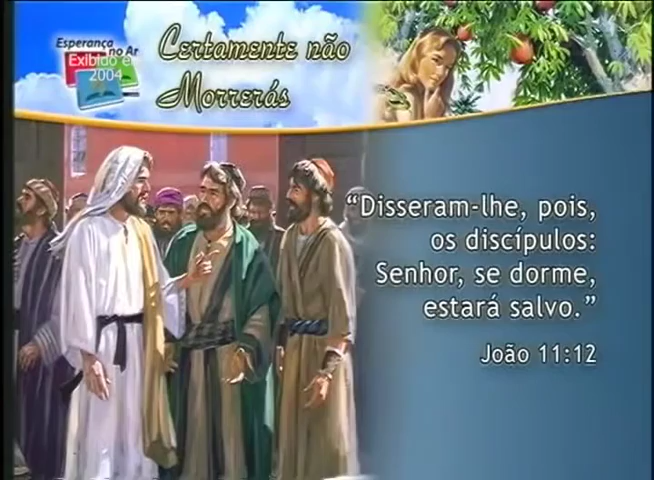 Esperança
no Ar
Exibido em
2004
Certamente não
Morrerás
“Disseram-lhe, pois,
os discípulos:
Senhor, se dorme,
estará salvo.”
João 11:12